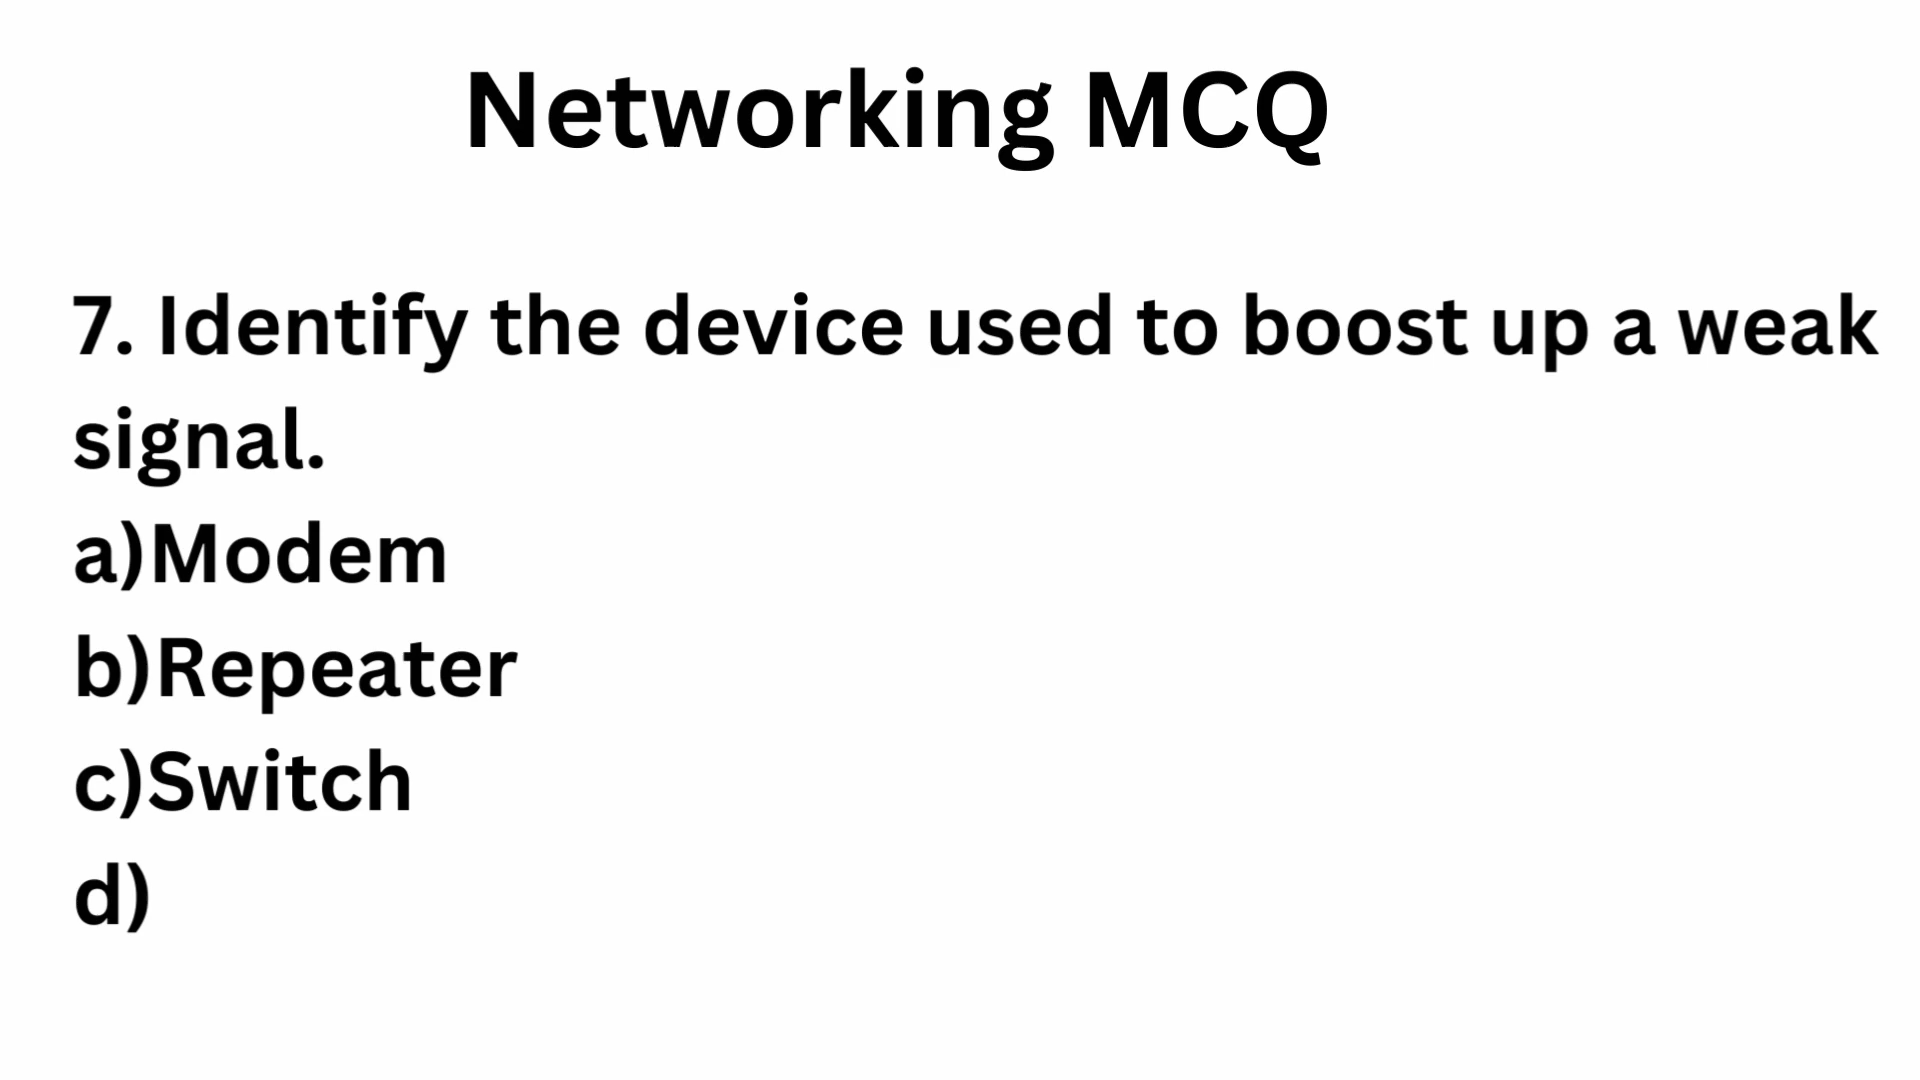 Networking MCQ
7. Identify the device used to boost up a weak
signal.
a)Modem
b)Repeater
c)Switch
d)